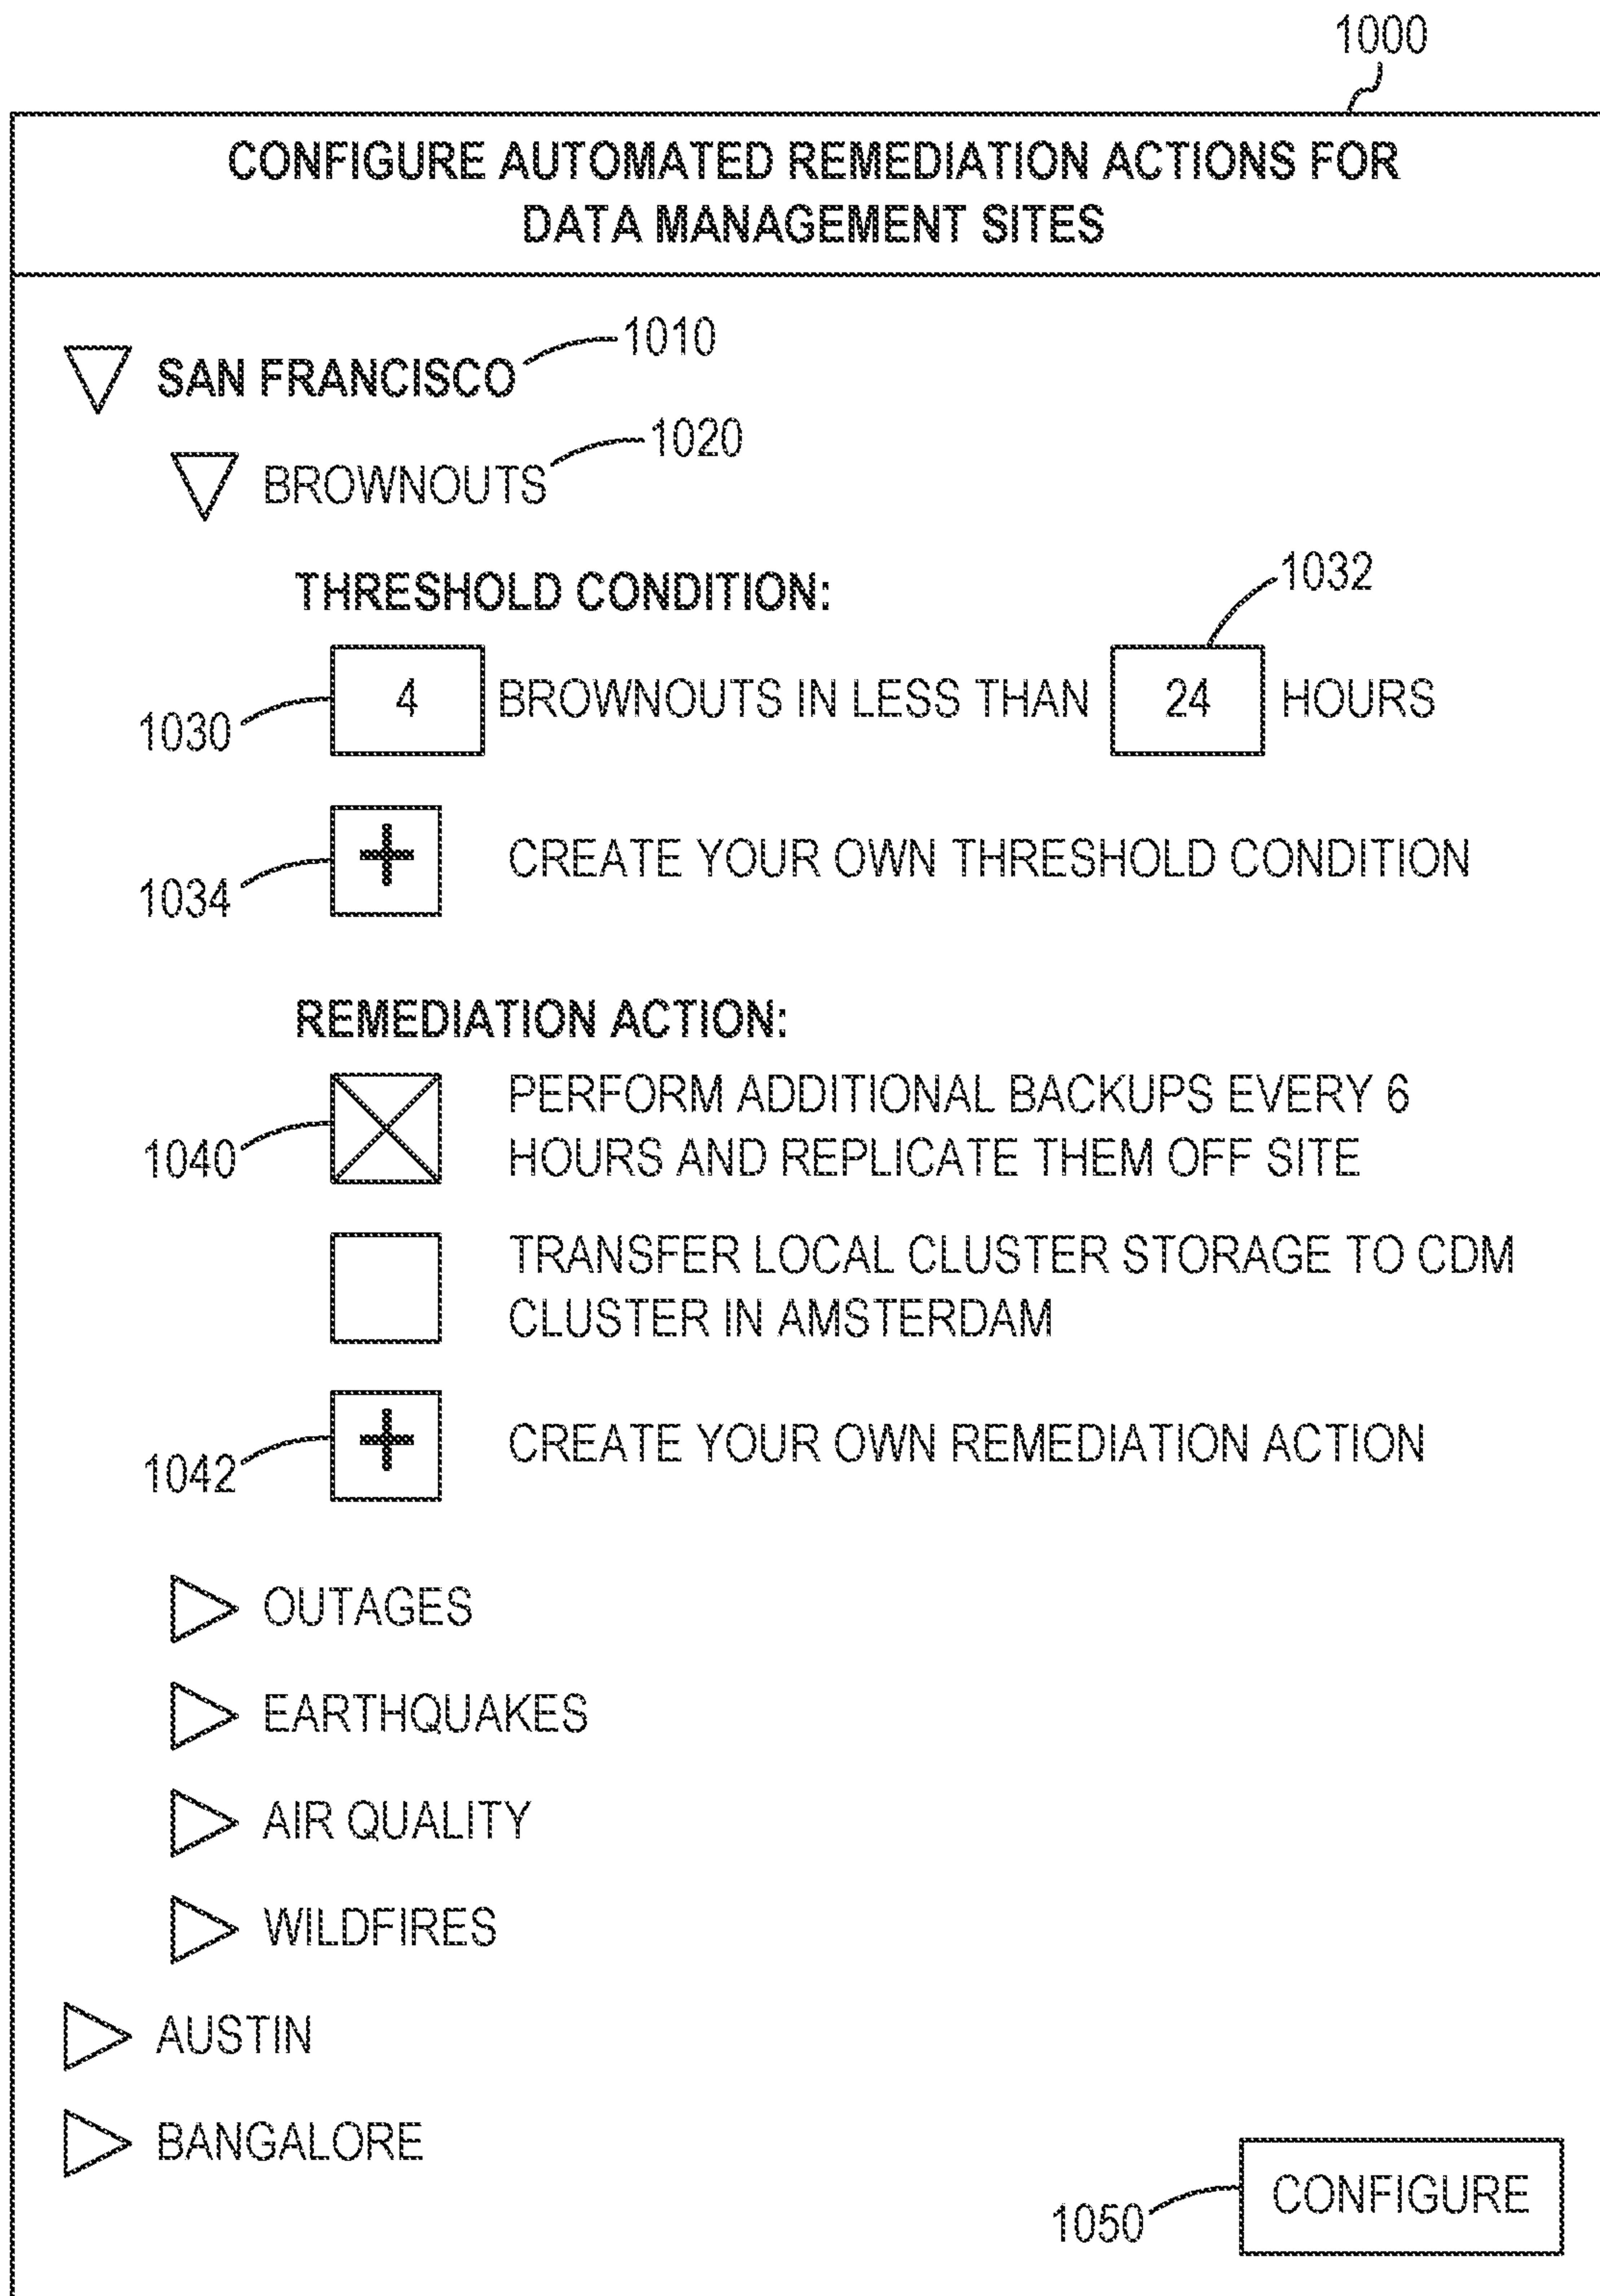 1000
CONFIGURE AUTOMATED REMEDIATION ACTIONS FOR
DATA MANAGEMENT SITES
SAN FRANCISCO 1010
BROWNOUTS 1020
THRESHOLD CONDITION:
1032
1030 4 BROWNOUTS IN LESS THAN 24 HOURS
1034 + CREATE YOUR OWN THRESHOLD CONDITION
REMEDIATION ACTION:
PERFORM ADDITIONAL BACKUPS EVERY 6
1040 HOURS AND REPLICATE THEM OFF SITE
TRANSFER LOCAL CLUSTER STORAGE TO CDM
CLUSTER IN AMSTERDAM
1042 + CREATE YOUR OWN REMEDIATION ACTION
OUTAGES
EARTHQUAKES
AIR QUALITY
WILDFIRES
AUSTIN
BANGALORE
1050 CONFIGURE